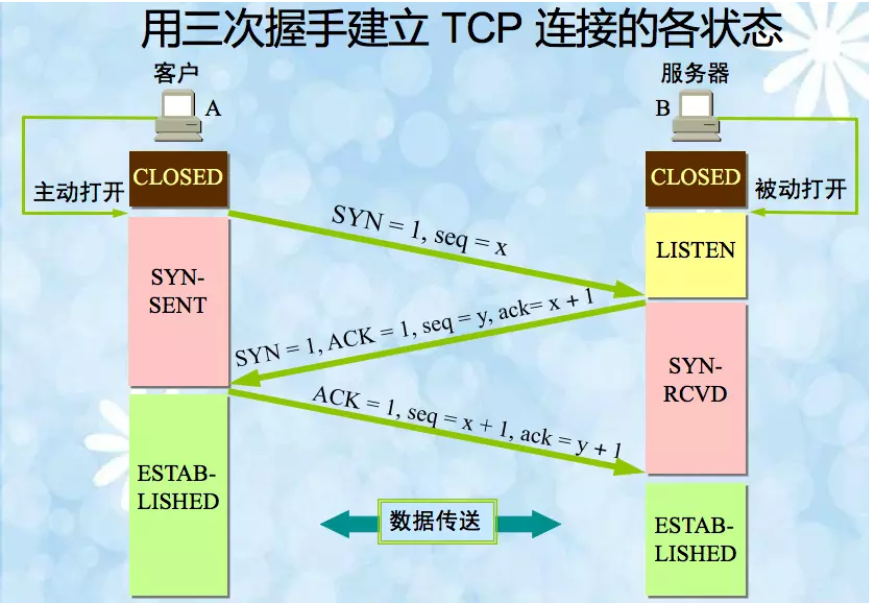 用三次握手建立 TCP 连接的各状态
客户
服务器
A
B
CLOSED
CLOSED
主动打开
被动打开
SYN = 1, seq = x
LISTEN
SYN-
SENT
SYN = 1, ACK = 1, seq = y, ack= x + 1
SYN-
RCVD
ACK = 1, seq = x + 1, ack = y + 1
ESTAB-
LISHED
数据传送
ESTAB-
LISHED